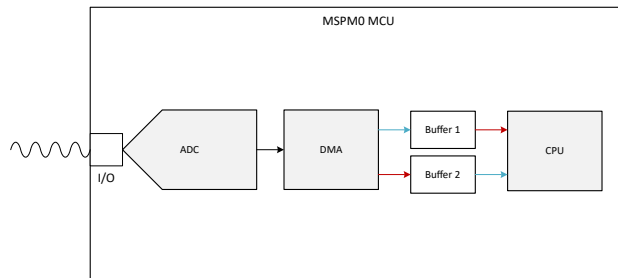 MSPM0 MCU
I/O
ADC
DMA
Buffer 1
Buffer 2
CPU